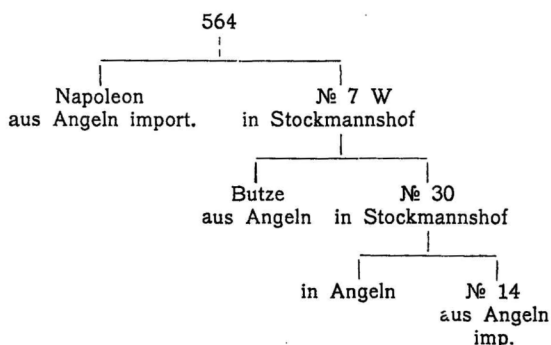 564
Napoleon № 7 W
aus Angeln import. in Stockmannshof
Butze № 30
aus Angeln in Stockmannshof
in Angeln № 14
aus Angeln
imp.